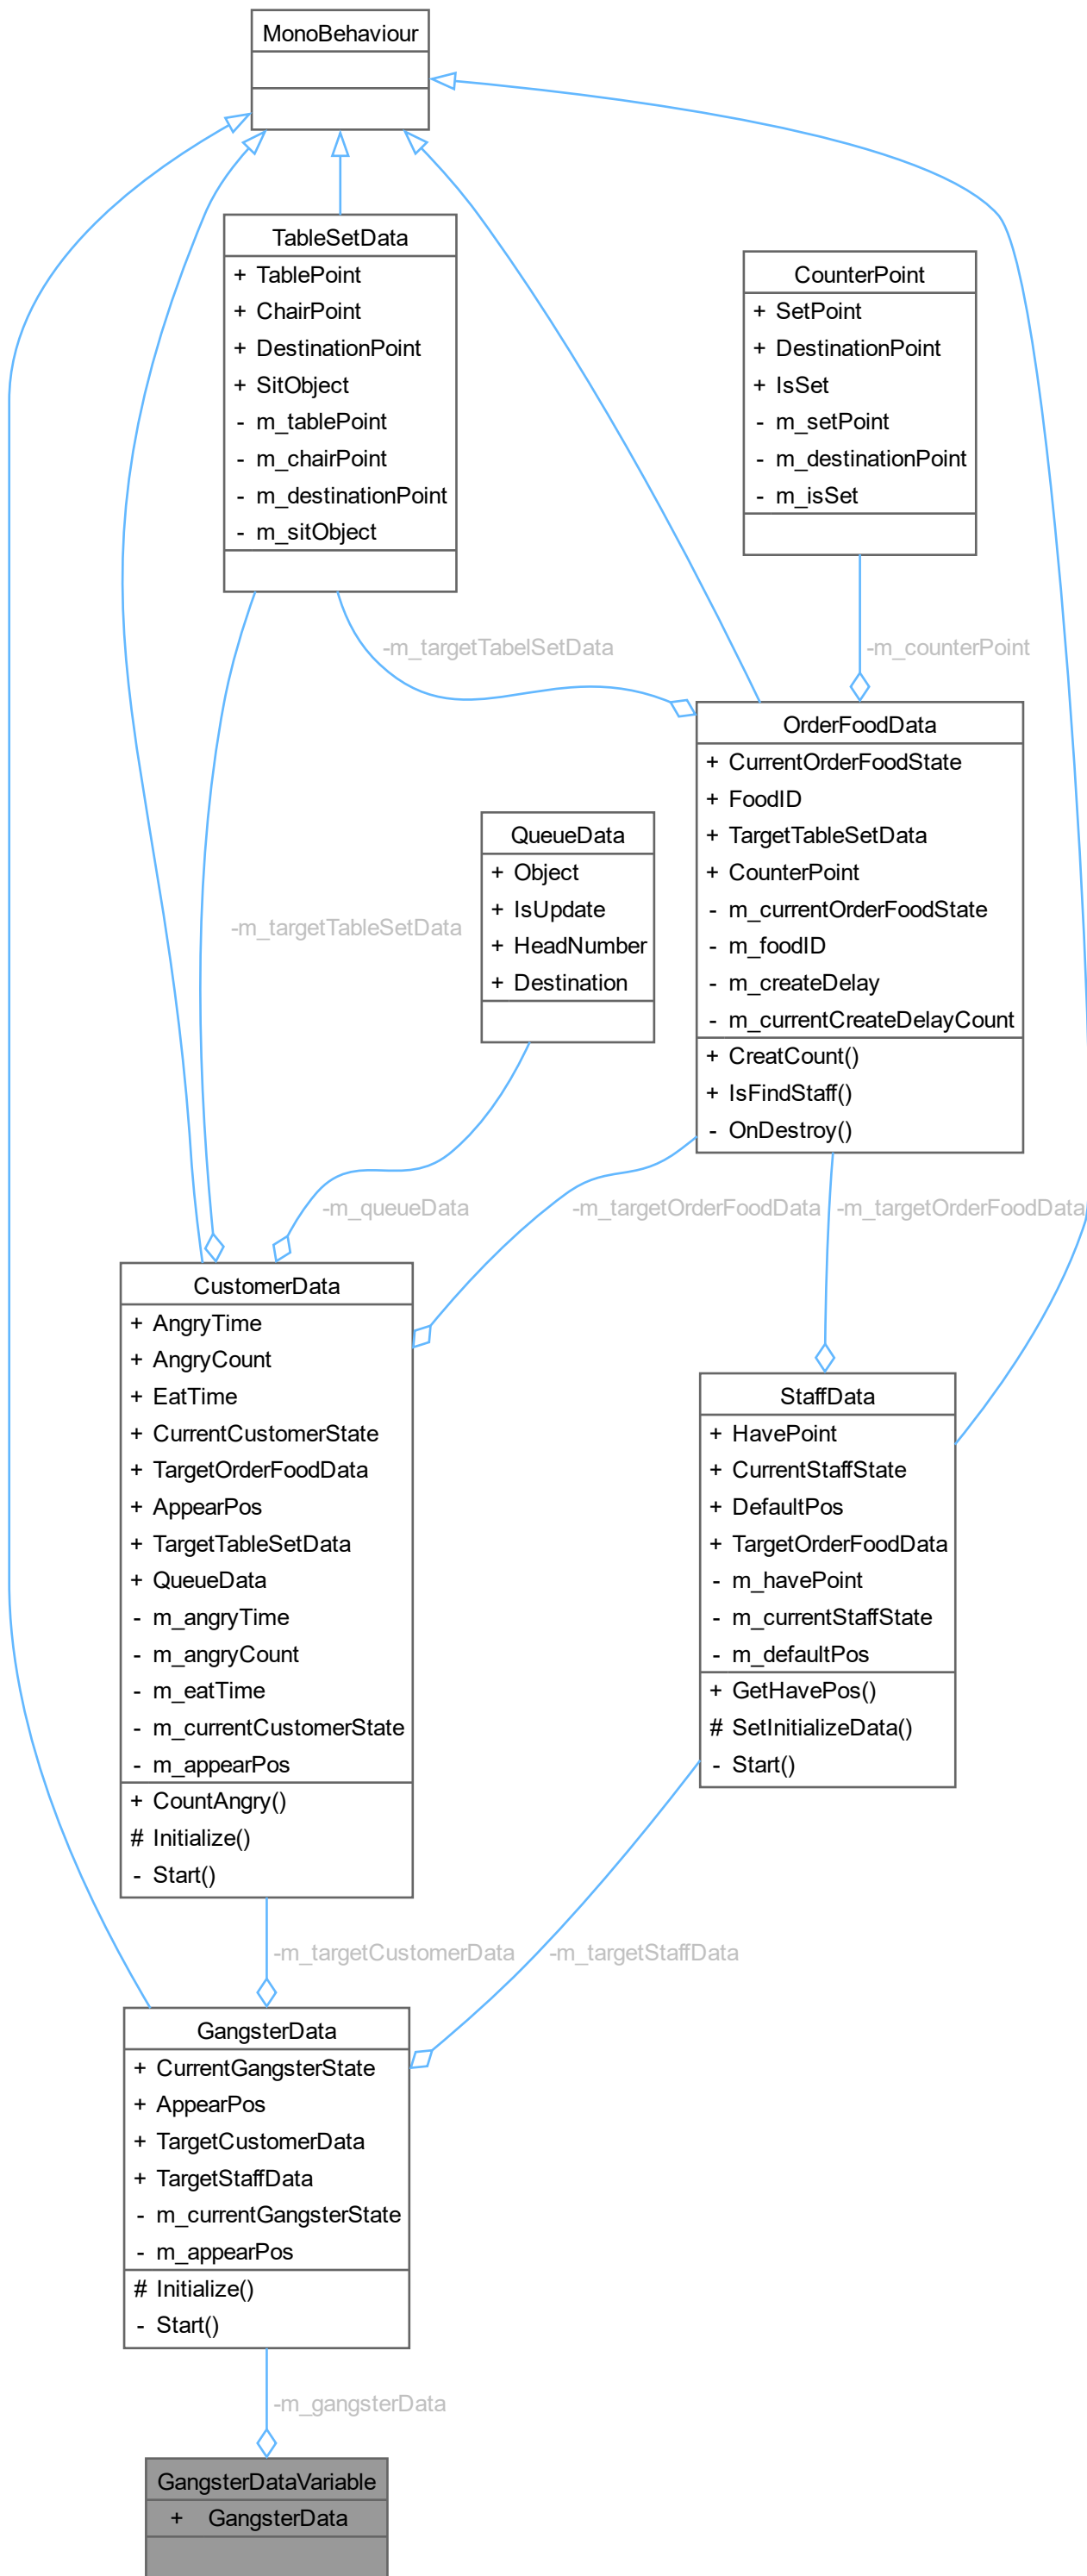 MonoBehaviour
TableSetData
+ TablePoint
+ ChairPoint
+ DestinationPoint
+ SitObject
- m_tablePoint
- m_chairPoint
- m_destinationPoint
- m_sitObject
CounterPoint
+ SetPoint
+ DestinationPoint
+ IsSet
- m_setPoint
- m_destinationPoint
- m_isSet
-m_targetTabelSetData
-m_counterPoint
OrderFoodData
+ CurrentOrderFoodState
+ FoodID
+ TargetTableSetData
+ CounterPoint
- m_currentOrderFoodState
- m_foodID
- m_createDelay
- m_currentCreateDelayCount
+ CreatCount()
+ IsFindStaff()
- OnDestroy()
QueueData
+ Object
+ IsUpdate
+ HeadNumber
+ Destination
-m_targetTableSetData
-m_queueData
-m_targetOrderFoodData
-m_targetOrderFoodData
CustomerData
+ AngryTime
+ AngryCount
+ EatTime
+ CurrentCustomerState
+ TargetOrderFoodData
+ AppearPos
+ TargetTableSetData
+ QueueData
- m_angryTime
- m_angryCount
- m_eatTime
- m_currentCustomerState
- m_appearPos
+ CountAngry()
# Initialize()
- Start()
StaffData
+ HavePoint
+ CurrentStaffState
+ DefaultPos
+ TargetOrderFoodData
- m_havePoint
- m_currentStaffState
- m_defaultPos
+ GetHavePos()
# SetInitializeData()
- Start()
-m_targetCustomerData
-m_targetStaffData
GangsterData
+ CurrentGangsterState
+ AppearPos
+ TargetCustomerData
+ TargetStaffData
- m_currentGangsterState
- m_appearPos
# Initialize()
- Start()
-m_gangsterData
GangsterDataVariable
+ GangsterData